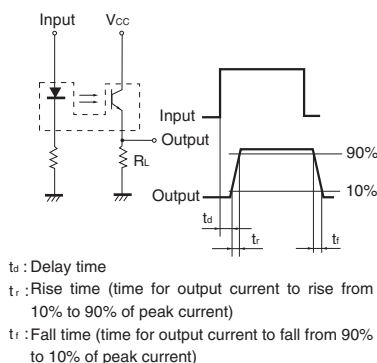 Input
Vcc
Output
RL
Input
90%
Output
10%
td
tr
tf
td : Delay time
tr : Rise time (time for output current to rise from
10% to 90% of peak current)
tf : Fall time (time for output current to fall from 90%
to 10% of peak current)